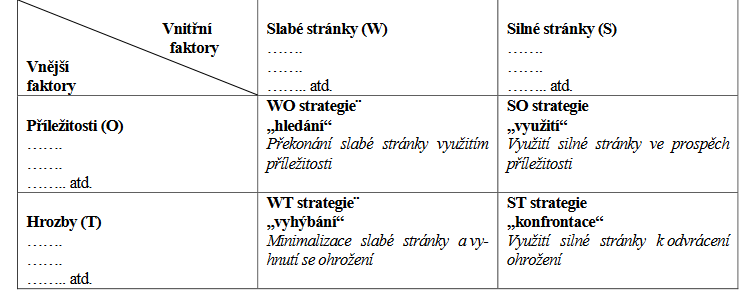 Vnitřní
faktory
Vnější
faktory
Slabé stránky (W)
…….
…….
…….. atd.
Silné stránky (S)
…….
…….
…….. atd.
Příležitosti (O)
…….
…….
…….. atd.
WO strategie¨
„hledání“
Překonání slabé stránky využitím
příležitosti
SO strategie
„využití“
Využití silné stránky ve prospěch
příležitosti
Hrozby (T)
…….
…….
…….. atd.
WT strategie¨
„vyhýbání“
Minimalizace slabé stránky a vy-
hnutí se ohrožení
ST strategie
„konfrontace“
Využití silné stránky k odvrácení
ohrožení